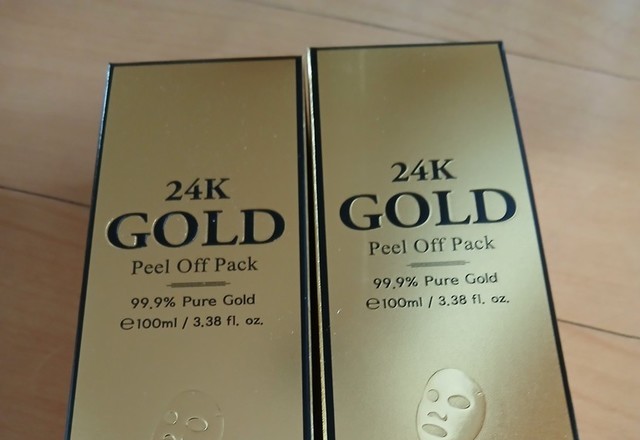 24K
GOLD
Peel Off Pack
99.9% Pure Gold
℮100ml / 3.38 fl. oz.
24K
GOLD
Peel Off Pack
99.9% Pure Gold
℮100ml / 3.38 fl. oz.